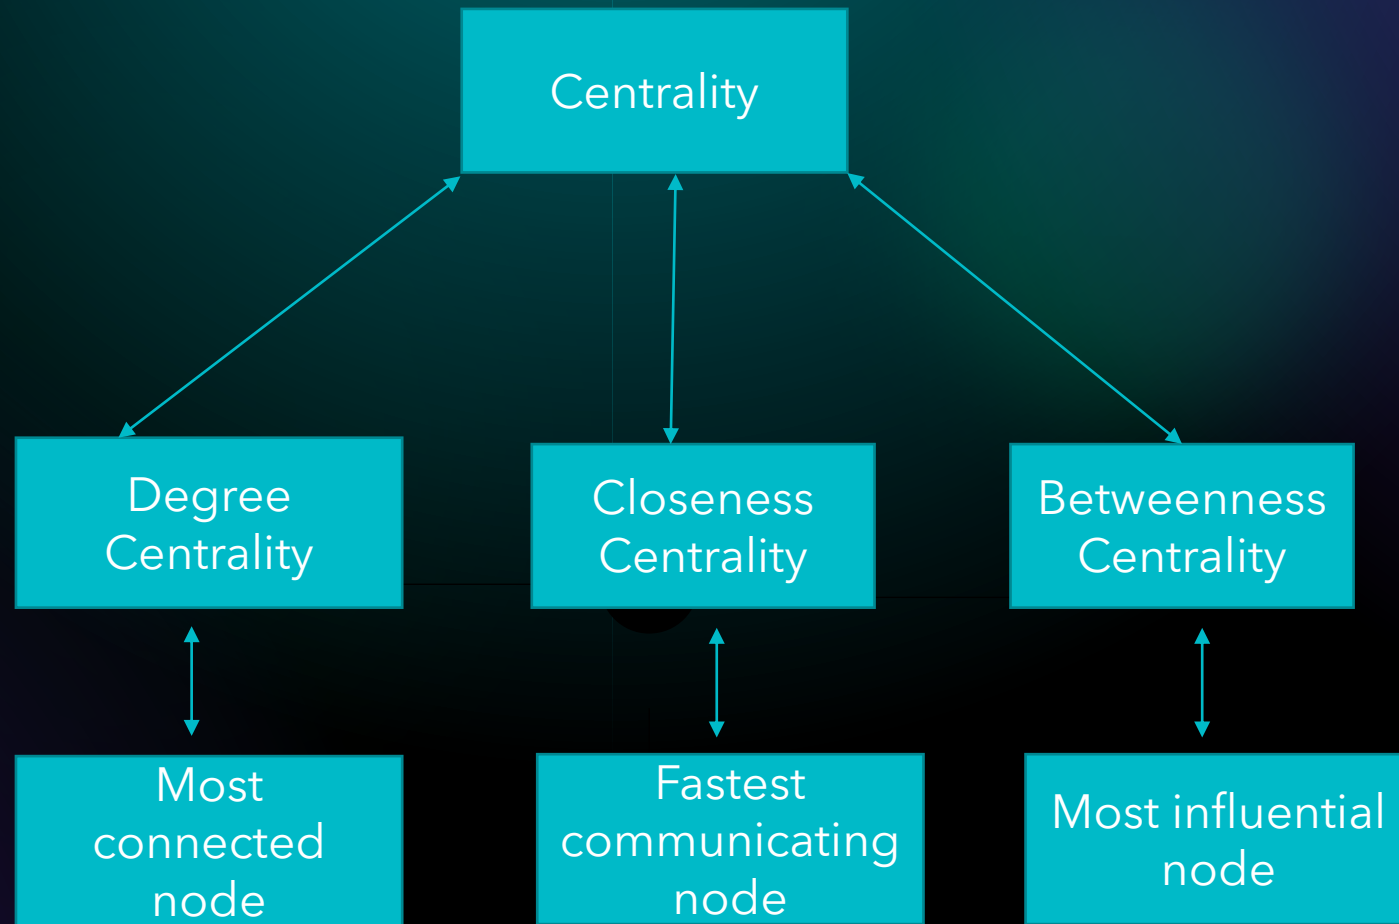 Centrality
Degree
Centrality
Closeness
Centrality
Betweenness
Centrality
Most
connected
node
Fastest
communicating
node
Most influential
node